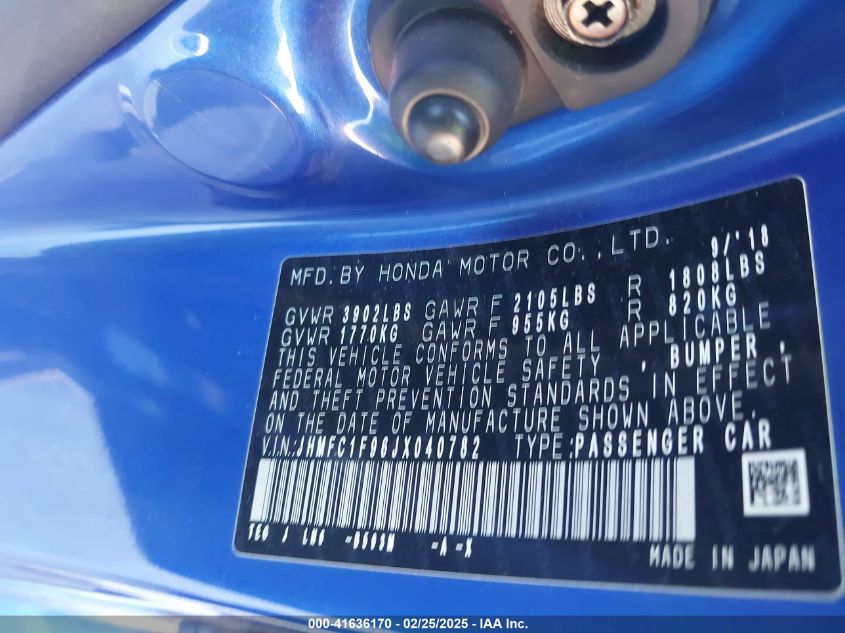 MFD. BY HONDA MOTOR CO., LTD. 9/'18
GVWR 3902LBS GAWR F 2105LBS R 1808LBS
GVWR 1770KG GAWR F 955KG R 820KG
THIS VEHICLE CONFORMS TO ALL APPLICABLE
FEDERAL MOTOR VEHICLE SAFETY , BUMPER ,
AND THEFT PREVENTION STANDARDS IN EFFECT
ON THE DATE OF MANUFACTURE SHOWN ABOVE.
V.I.N.: JHMFC1F96JX040762 TYPE: PASSENGER CAR
-A -X
MADE IN JAPAN
000-41636170 - 02/25/2025 - IAA Inc.